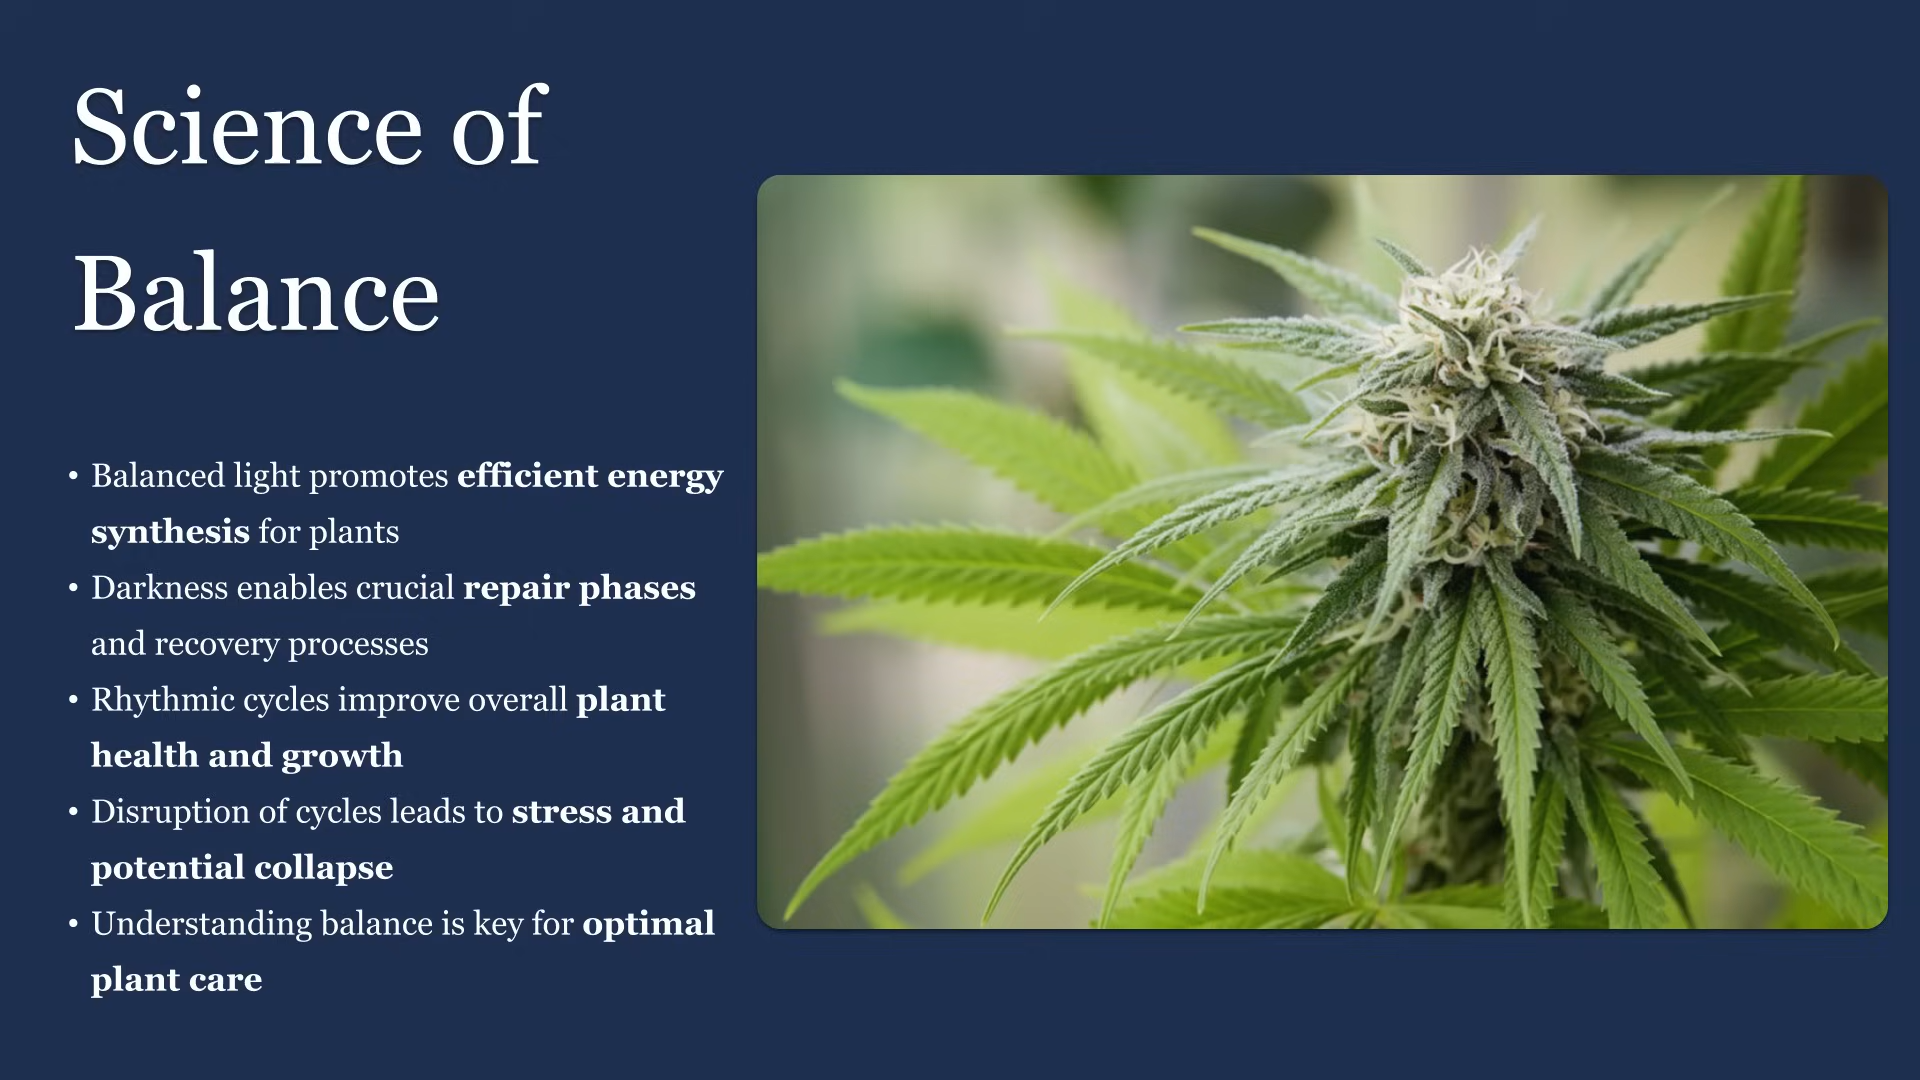 Science of
Balance
• Balanced light promotes efficient energy
synthesis for plants
• Darkness enables crucial repair phases
and recovery processes
• Rhythmic cycles improve overall plant
health and growth
• Disruption of cycles leads to stress and
potential collapse
• Understanding balance is key for optimal
plant care